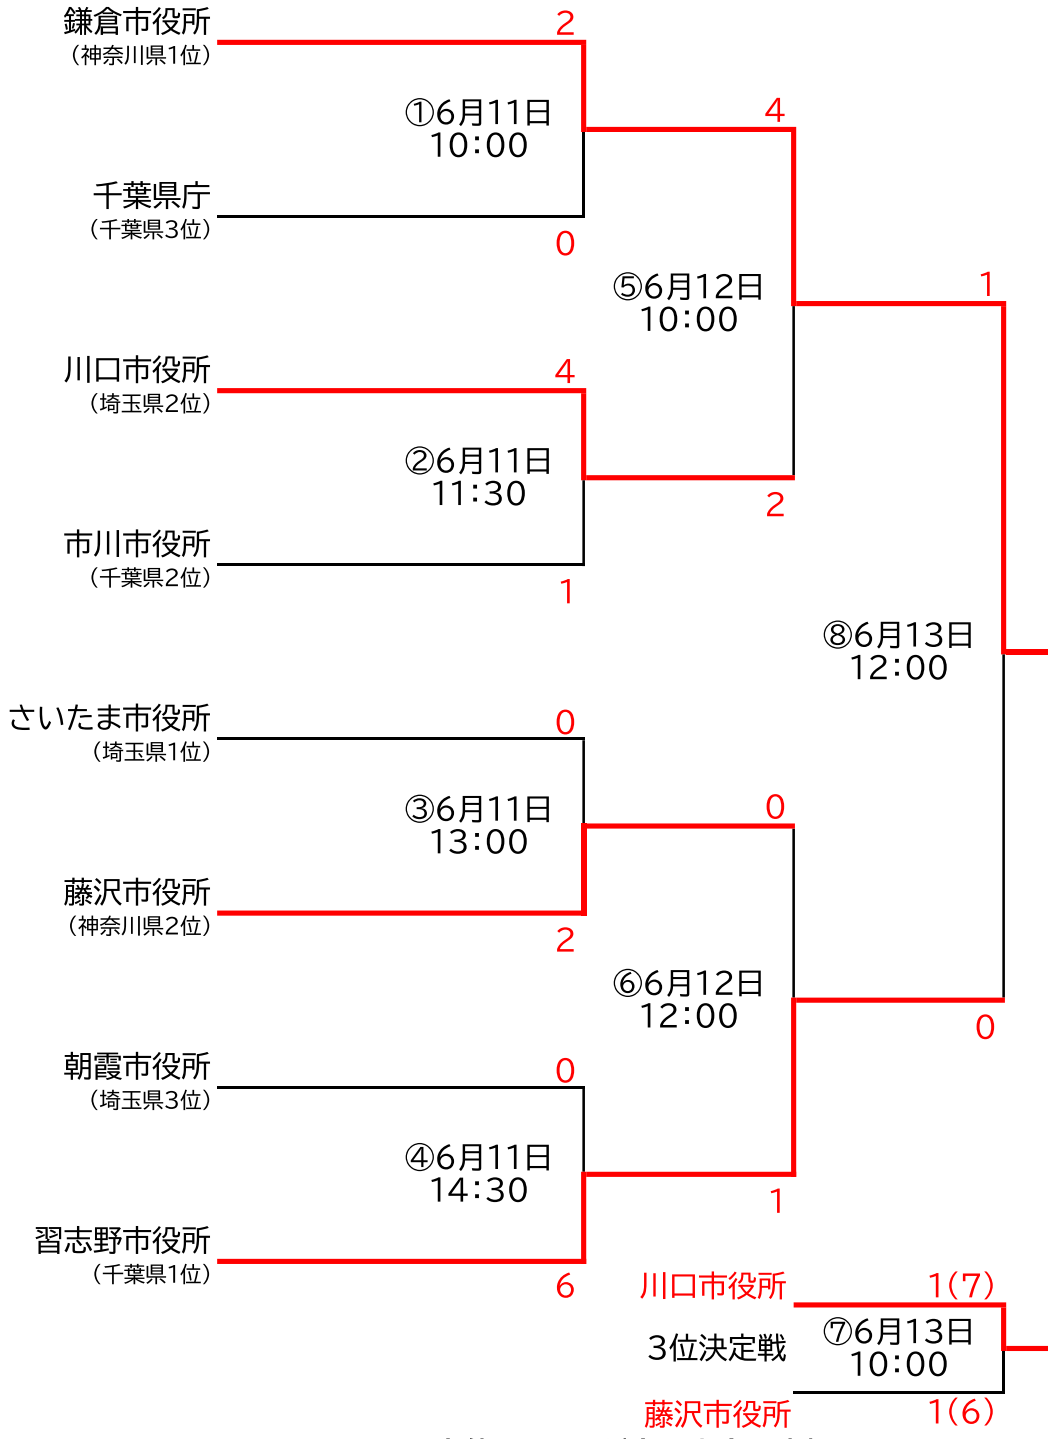 鎌倉市役所
（神奈川県1位）
2
①6月11日
10：00
4
千葉県庁
（千葉県3位）
0
⑤6月12日
10：00
1
川口市役所
（埼玉県2位）
4
②6月11日
11：30
2
市川市役所
（千葉県2位）
1
⑧6月13日
12：00
さいたま市役所
（埼玉県1位）
0
③6月11日
13：00
0
藤沢市役所
（神奈川県2位）
2
⑥6月12日
12：00
0
朝霞市役所
（埼玉県3位）
0
④6月11日
14：30
1
習志野市役所
（千葉県1位）
6
川口市役所
1（7）
3位決定戦
⑦6月13日
10：00
藤沢市役所
1（6）